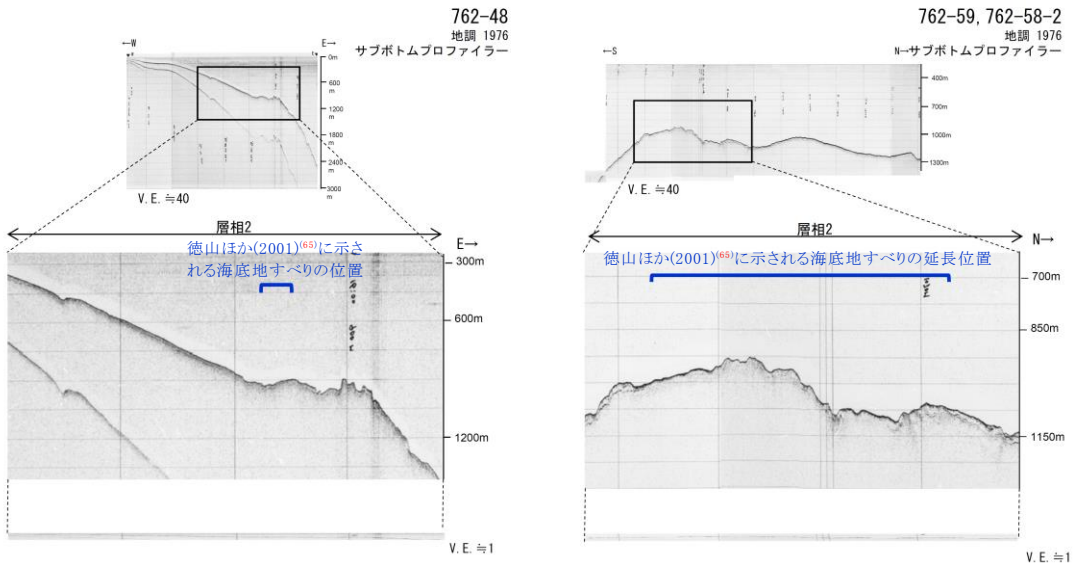 762-48
地調 1976
サブボトムプロファイラー
←W
E→
0m
600
m
1200
m
1800
m
2400
m
3000
m
V.E.≒40
層相2
E→
徳山ほか(2001)(65)に示さ
れる海底地すべりの位置
300m
600m
1200m
V.E.≒1
762-59, 762-58-2
地調 1976
サブボトムプロファイラー
←S
N→
400m
700m
1000m
1300m
V.E.≒40
層相2
N→
徳山ほか(2001)(65)に示される海底地すべりの延長位置
700m
850m
1150m
V.E.≒1